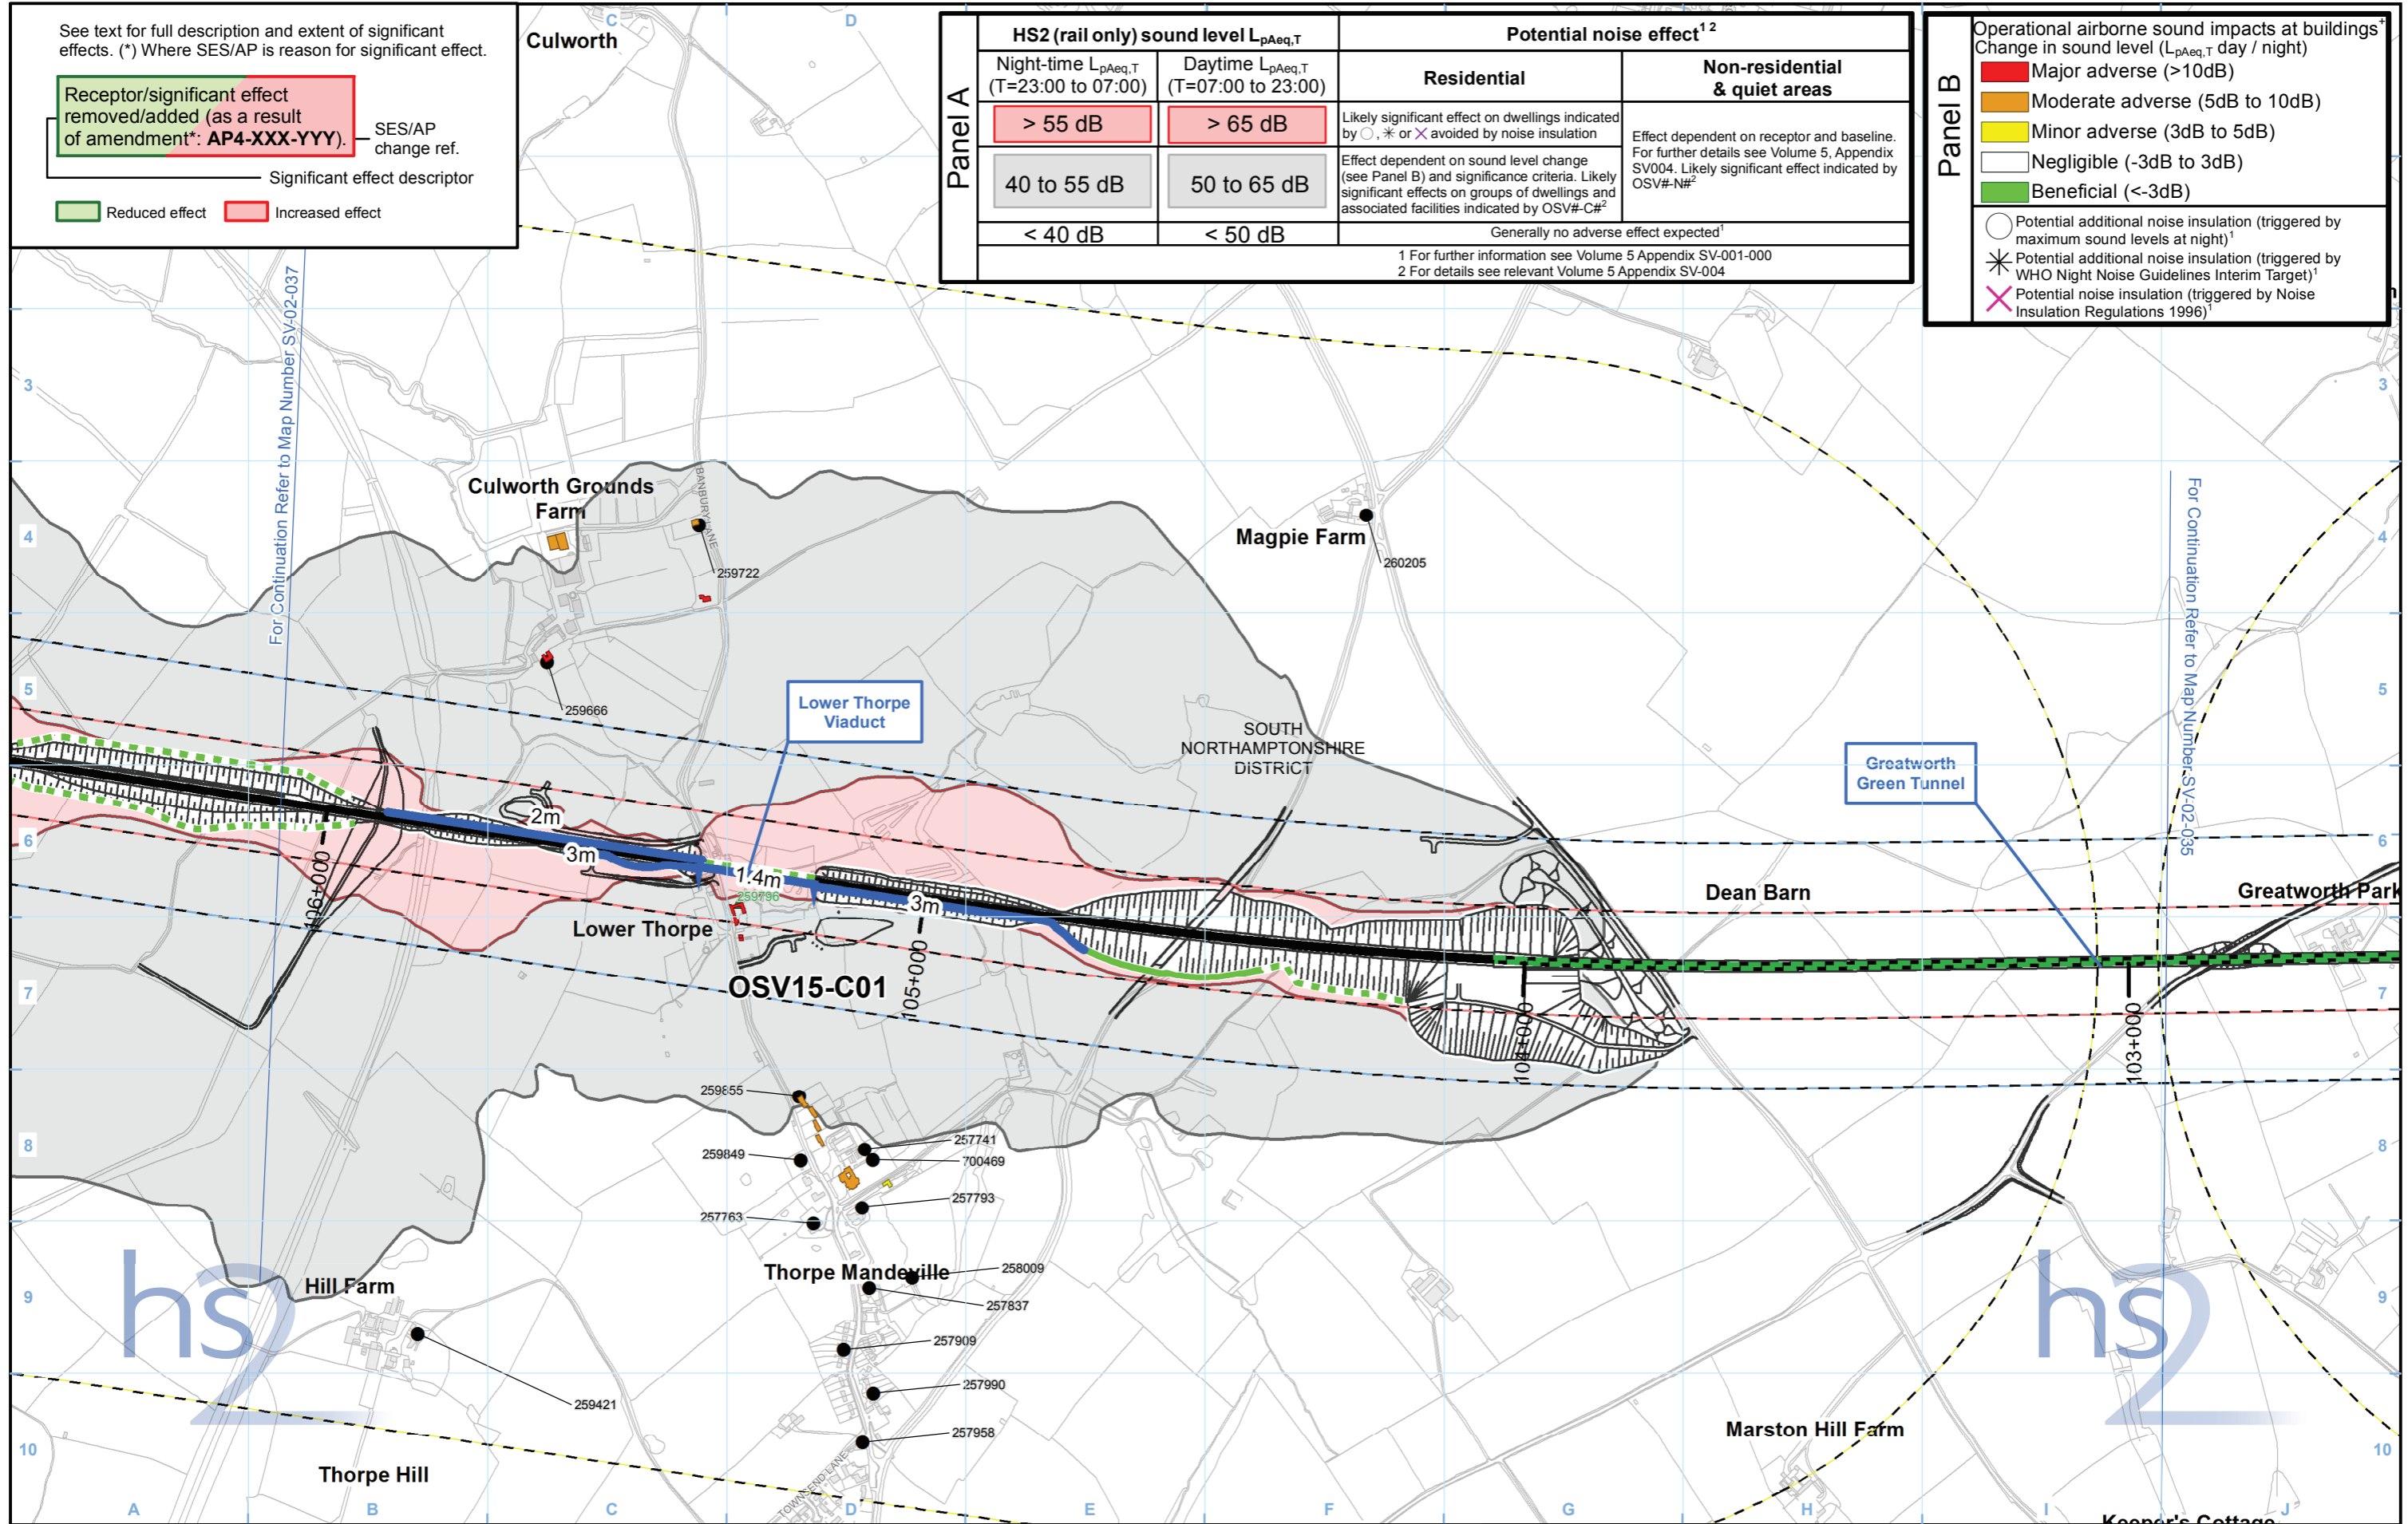 See text for full description and extent of significant
effects. (*) Where SES/AP is reason for significant effect.
Receptor/significant effect
removed/added (as a result
of amendment*: AP4-XXX-YYY).
SES/AP
change ref.
Significant effect descriptor
Reduced effect
Increased effect
Panel A
HS2 (rail only) sound level LpAeq,T
Potential noise effect1 2
Night-time LpAeq,T
(T=23:00 to 07:00)
Daytime LpAeq,T
(T=07:00 to 23:00)
Residential
Non-residential
& quiet areas
> 55 dB
> 65 dB
Likely significant effect on dwellings indicated
by ○, ✳ or ✕ avoided by noise insulation
Effect dependent on receptor and baseline.
For further details see Volume 5, Appendix
SV004. Likely significant effect indicated by
OSV#-N#2
40 to 55 dB
50 to 65 dB
Effect dependent on sound level change
(see Panel B) and significance criteria. Likely
significant effects on groups of dwellings and
associated facilities indicated by OSV#-C#2
< 40 dB
< 50 dB
Generally no adverse effect expected1
1 For further information see Volume 5 Appendix SV-001-000
2 For details see relevant Volume 5 Appendix SV-004
Panel B
Operational airborne sound impacts at buildings+
Change in sound level (LpAeq,T day / night)
Major adverse (>10dB)
Moderate adverse (5dB to 10dB)
Minor adverse (3dB to 5dB)
Negligible (-3dB to 3dB)
Beneficial (<-3dB)
Potential additional noise insulation (triggered by
maximum sound levels at night)1
Potential additional noise insulation (triggered by
WHO Night Noise Guidelines Interim Target)1
Potential noise insulation (triggered by Noise
Insulation Regulations 1996)1
C
D
Culworth
For Continuation Refer to Map Number SV-02-037
3
3
BANBURY LANE
Culworth Grounds
Farm
4
4
259722
Magpie Farm
260205
For Continuation Refer to Map Number SV-02-035
5
5
259666
Lower Thorpe
Viaduct
SOUTH
NORTHAMPTONSHIRE
DISTRICT
Greatworth
Green Tunnel
6
6
2m
3m
1.4m
259796
3m
106+000
Dean Barn
Greatworth Park
Lower Thorpe
OSV15-C01
105+000
7
7
104+000
103+000
259855
8
8
257741
259849
700469
257793
257763
hs2
hs2
Thorpe Mandeville
258009
Hill Farm
9
9
257837
257909
257990
259421
257958
Marston Hill Farm
10
10
Thorpe Hill
TOWNSEND LANE
A
B
C
D
E
F
G
H
I
J
Keeper's Cottage